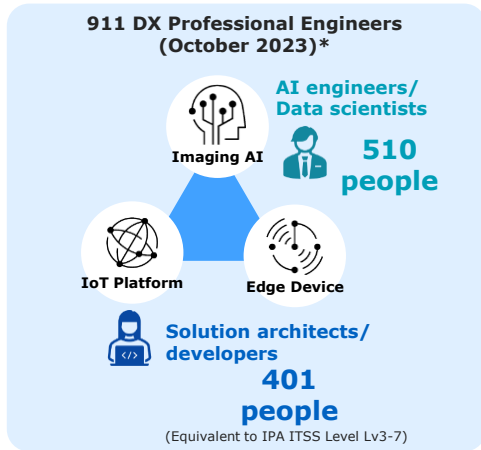 911 DX Professional Engineers
(October 2023)*
AI engineers/
Data scientists
510
people
Imaging AI
IoT Platform
Edge Device
</>
Solution architects/
developers
401
people
(Equivalent to IPA ITSS Level Lv3-7)